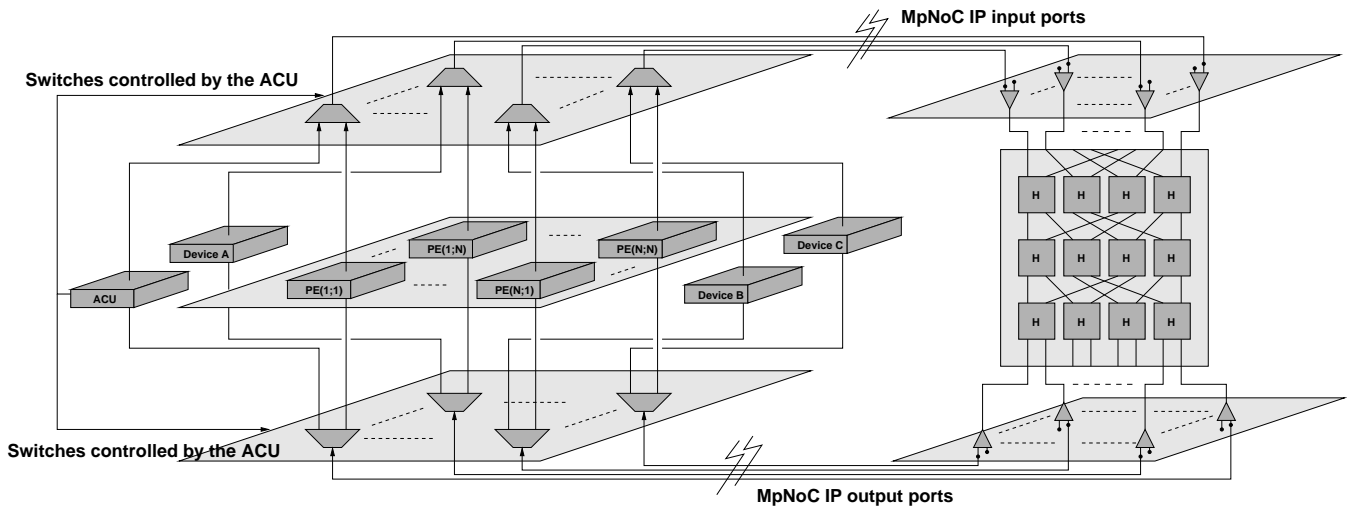 MpNoC IP input ports
Switches controlled by the ACU
H H H H
Device A
PE(1;N)
PE(N;N)
Device C
H H H H
ACU
PE(1;1)
PE(N;1)
Device B
H H H H
Switches controlled by the ACU
MpNoC IP output ports